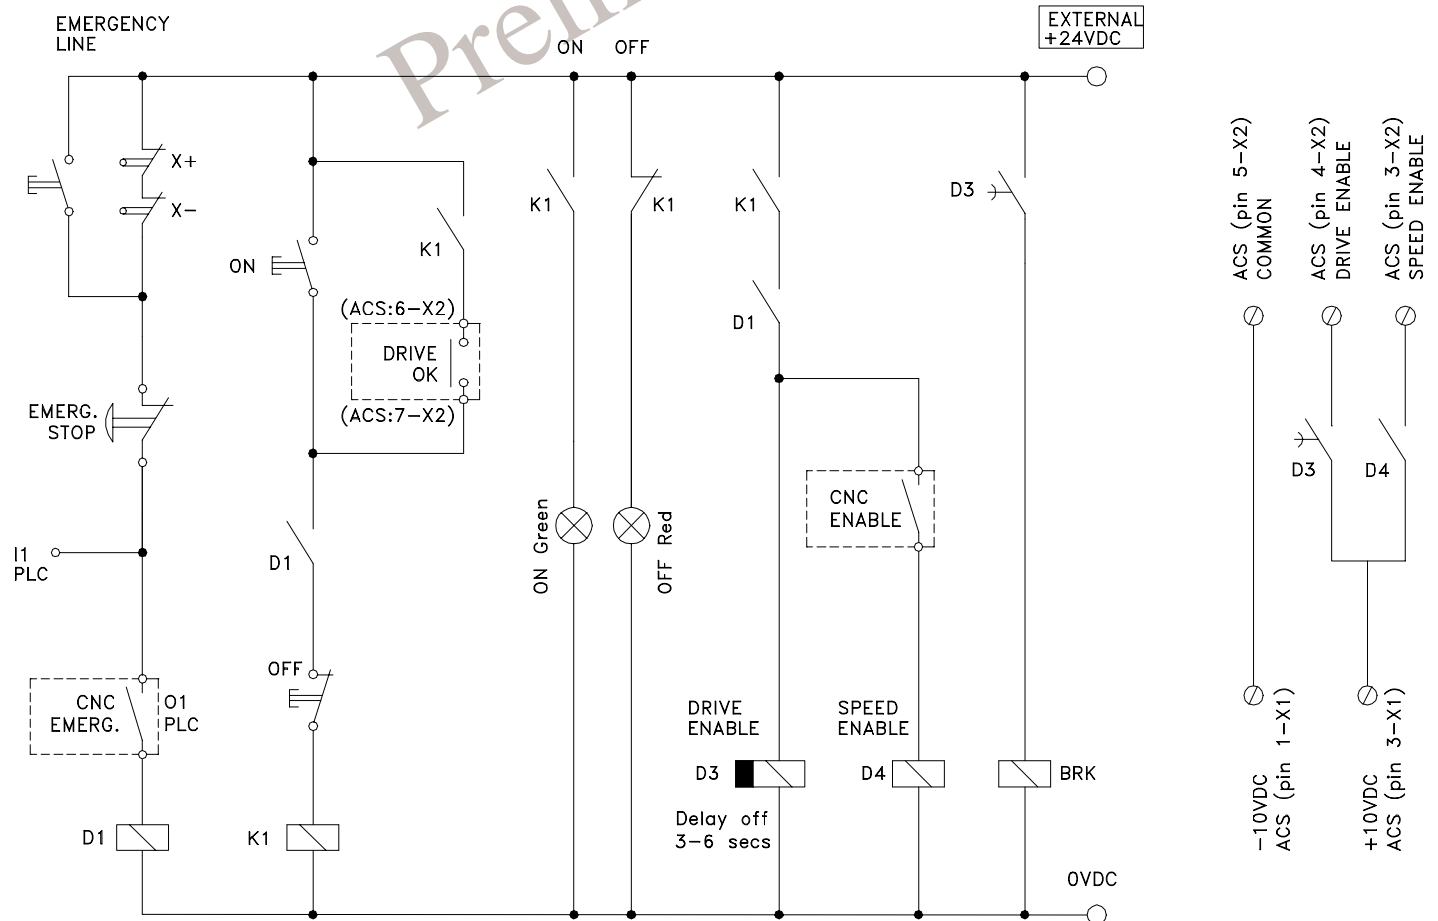 EMERGENCY
LINE
Preli
ON
OFF
EXTERNAL
+24VDC
X+
X-
K1
K1
K1
K1
D3
ON
(ACS:6-X2)
DRIVE
OK
(ACS:7-X2)
D1
EMERG.
STOP
CNC
ENABLE
ON Green
OFF Red
I1
PLC
D1
OFF
CNC
EMERG.
O1
PLC
DRIVE
ENABLE
SPEED
ENABLE
D3
D4
BRK
Delay off
3-6 secs
D1
K1
0VDC
ACS (pin 5-X2)
COMMON
ACS (pin 4-X2)
DRIVE ENABLE
ACS (pin 3-X2)
SPEED ENABLE
D3
D4
-10VDC
ACS (pin 1-X1)
+10VDC
ACS (pin 3-X1)